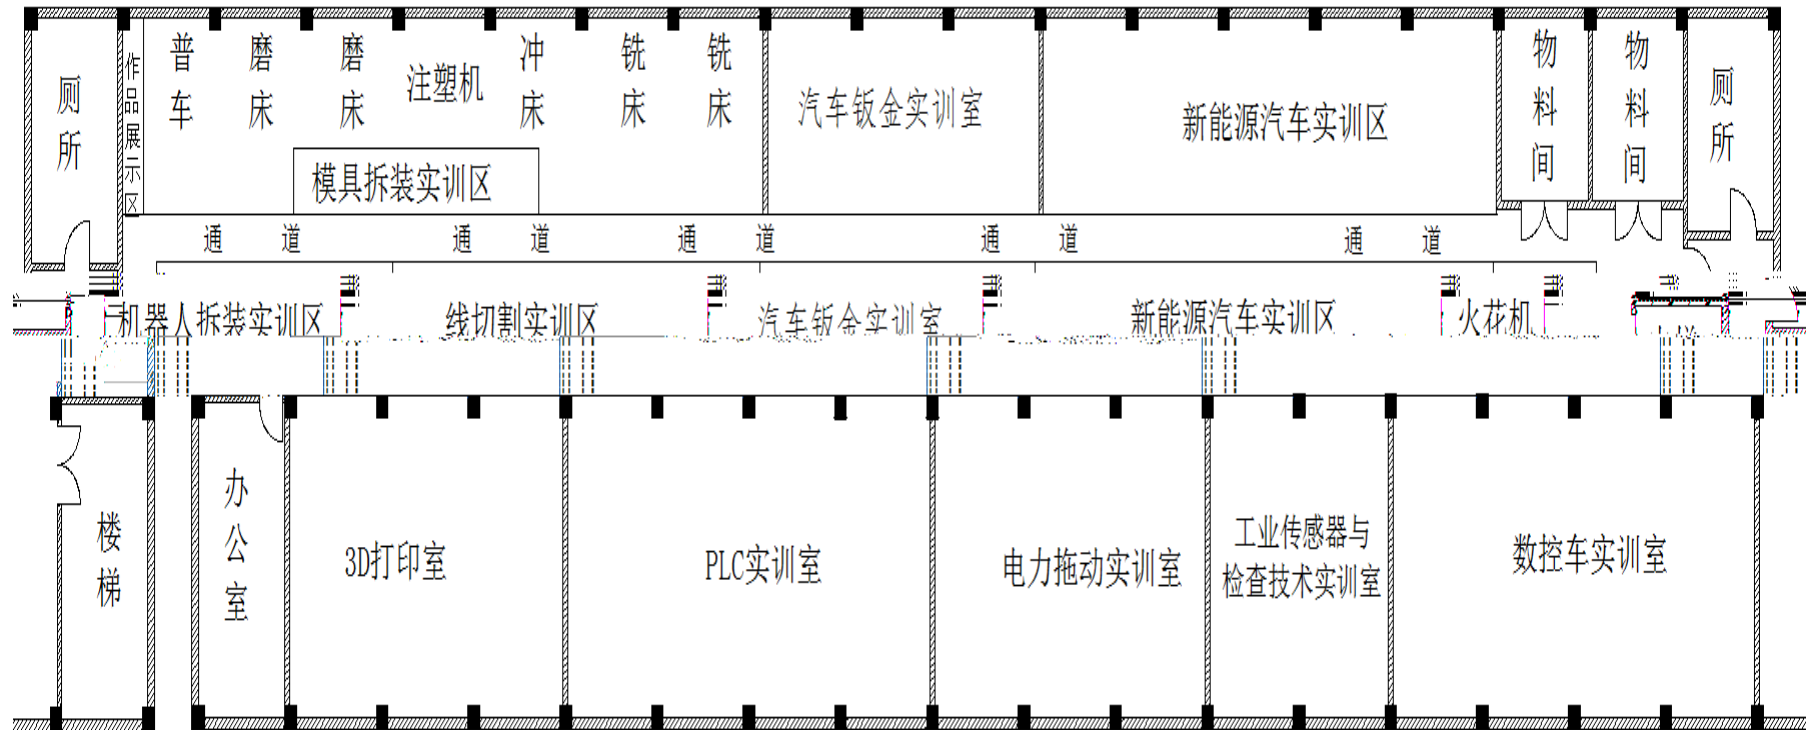 厕所
作品展示区
普车
磨床
磨床
注塑机
冲床
铣床
铣床
汽车钣金实训室
新能源汽车实训区
物料间
物料间
厕所
模具拆装实训区
通道
通道
通道
通道
通道
机器人拆装实训区
线切割实训区
汽车钣金实训室
新能源汽车实训区
火花机
楼梯
办公室
3D打印室
PLC实训室
电力拖动实训室
工业传感器与
检查技术实训室
数控车实训室